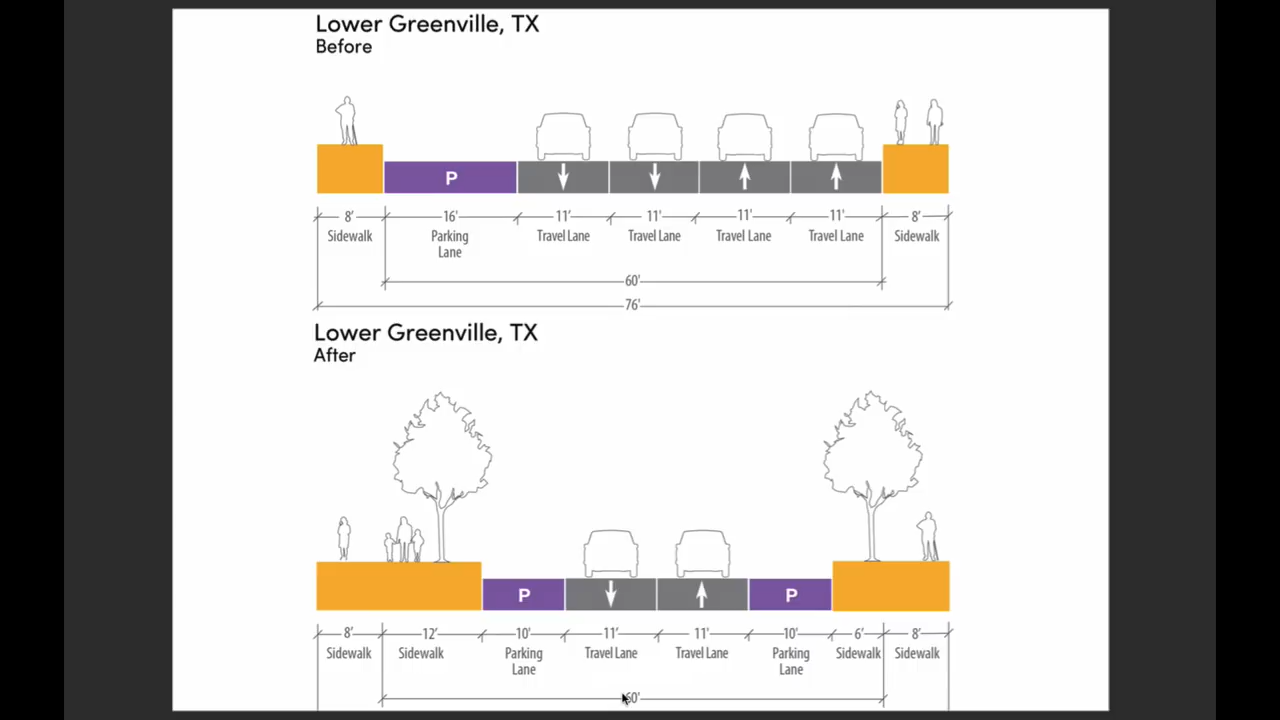 Lower Greenville, TX
Before
P
8' 16' 11' 11' 11' 11' 8'
Sidewalk Parking Lane Travel Lane Travel Lane Travel Lane Travel Lane Sidewalk
60'
76'
Lower Greenville, TX
After
P P
8' 12' 10' 11' 11' 10' 6' 8'
Sidewalk Sidewalk Parking Lane Travel Lane Travel Lane Parking Lane Sidewalk Sidewalk
60'